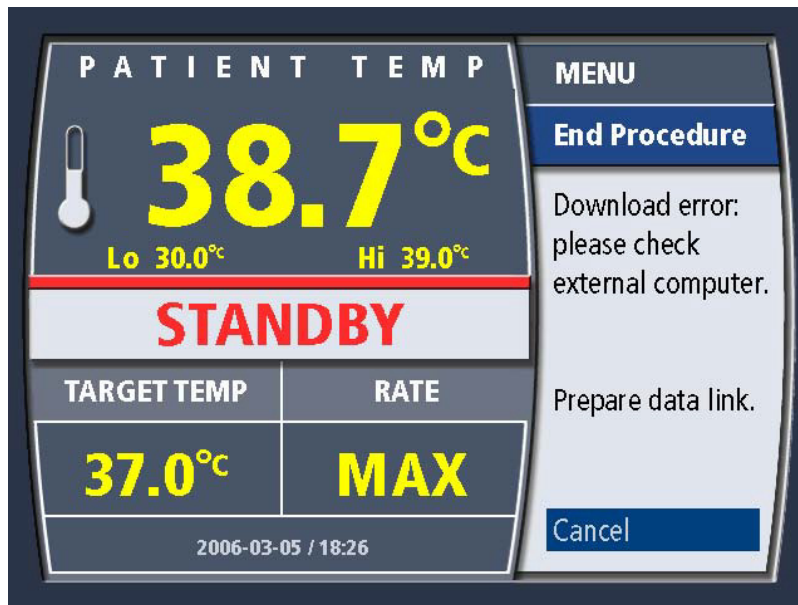 PATIENT TEMP
38.7°C
Lo 30.0°C Hi 39.0°C
STANDBY
TARGET TEMP RATE
37.0°C MAX
2006-03-05 / 18:26
MENU
End Procedure
Download error:
please check
external computer.
Prepare data link.
Cancel